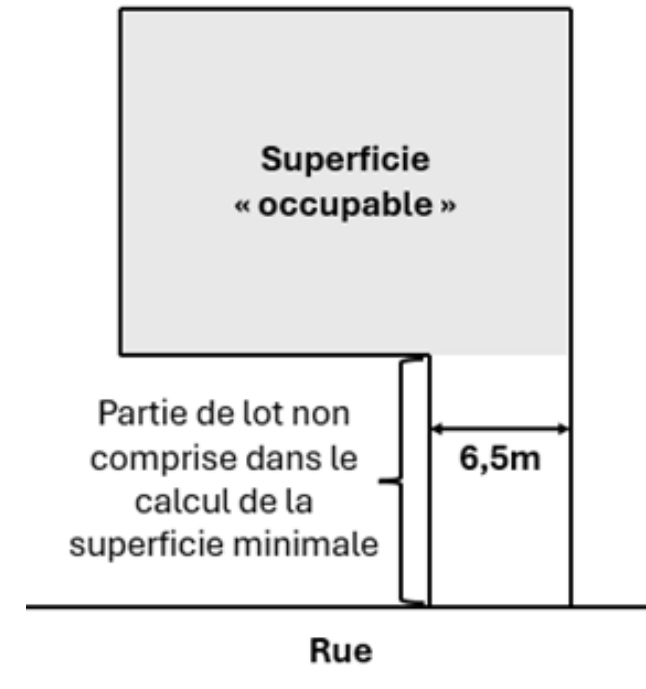 Superficie
« occupable »
Partie de lot non
comprise dans le
calcul de la
superficie minimale
6,5m
Rue